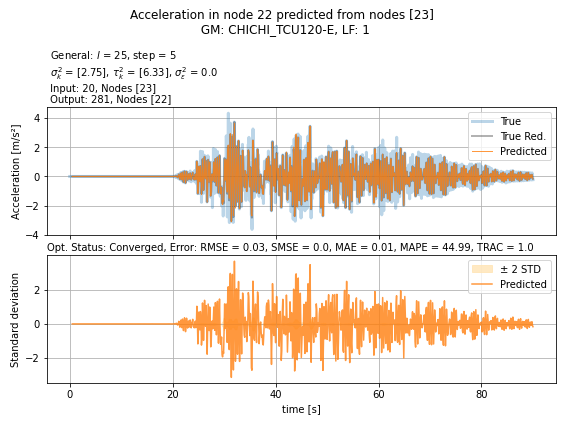 Acceleration in node 22 predicted from nodes [23]
GM: CHICHI_TCU120-E, LF: 1
General: l = 25, step = 5
σ²ₖ = [2.75], τ²ₖ = [6.33], σ²ε = 0.0
Input: 20, Nodes [23]
Output: 281, Nodes [22]
Acceleration [m/s²]
4
2
0
−2
−4
True
True Red.
Predicted
Opt. Status: Converged, Error: RMSE = 0.03, SMSE = 0.0, MAE = 0.01, MAPE = 44.99, TRAC = 1.0
Standard deviation
2
0
−2
± 2 STD
Predicted
0 20 40 60 80
time [s]